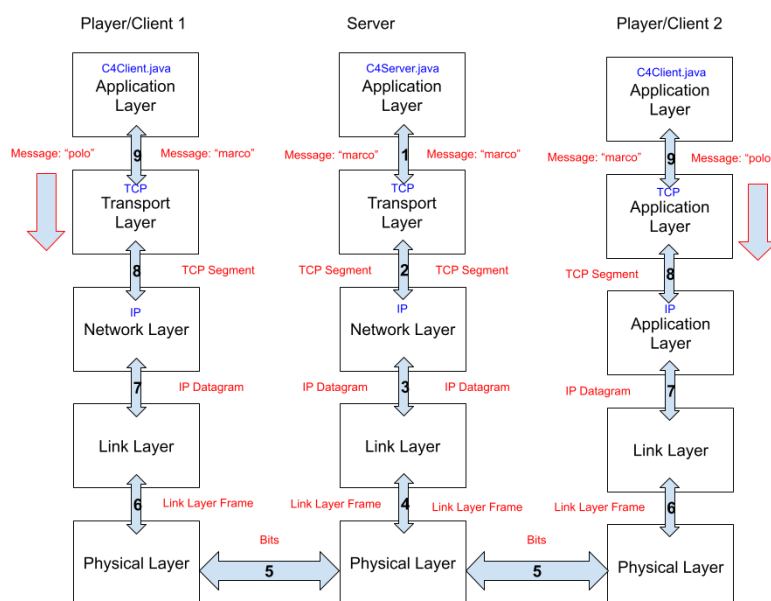 Player/Client 1
Server
Player/Client 2
C4Client.java
Application
Layer
C4Server.java
Application
Layer
C4Client.java
Application
Layer
Message: “polo”
9
Message: “marco”
Message: “marco”
1
Message: “marco”
Message: “marco”
9
Message: “polo
TCP
Transport
Layer
TCP
Transport
Layer
TCP
Application
Layer
8
TCP Segment
TCP Segment
2
TCP Segment
TCP Segment
8
IP
Network Layer
IP
Network Layer
IP
Application
Layer
7
IP Datagram
IP Datagram
3
IP Datagram
IP Datagram
7
Link Layer
Link Layer
Link Layer
6
Link Layer Frame
Link Layer Frame
4
Link Layer Frame
Link Layer Frame
6
Physical Layer
Bits
5
Physical Layer
Bits
5
Physical Layer